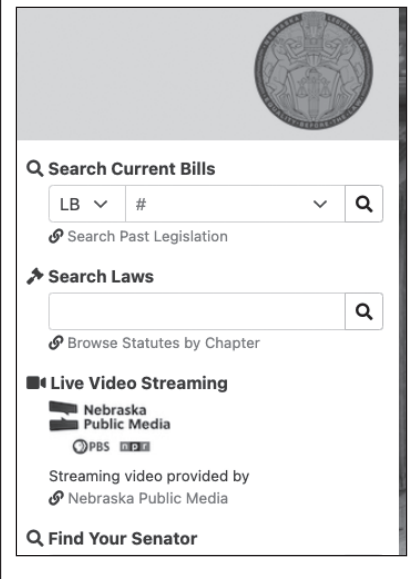 Search Current Bills
LB #
Search Past Legislation
Search Laws
Browse Statutes by Chapter
Live Video Streaming
Nebraska
Public Media
PBS npr
Streaming video provided by
Nebraska Public Media
Find Your Senator